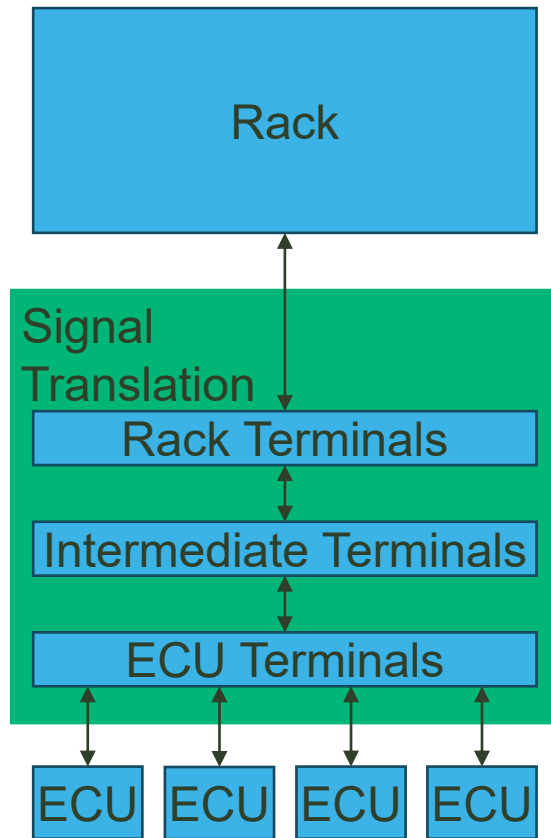 Rack
Signal
Translation
Rack Terminals
Intermediate Terminals
ECU Terminals
ECU ECU ECU ECU